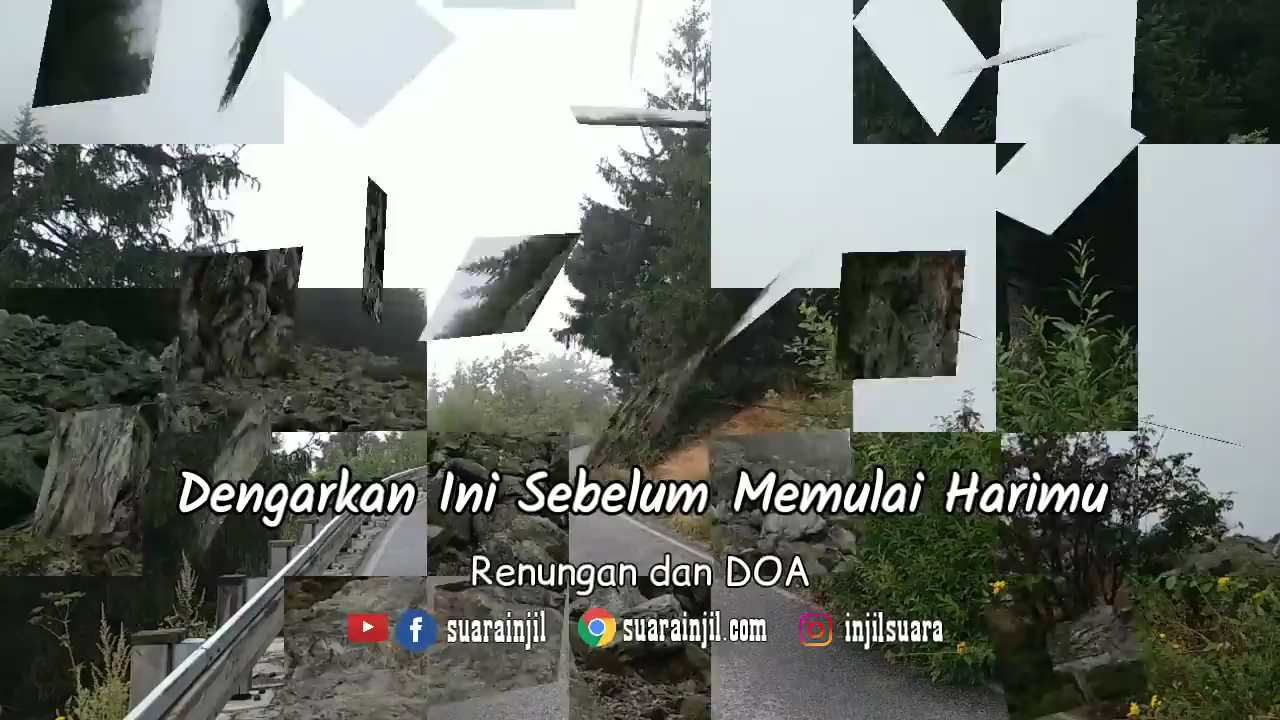 Dengarkan Ini Sebelum Memulai Harimu
Renungan dan DOA
suarainjil suarainjil.com injilsuara